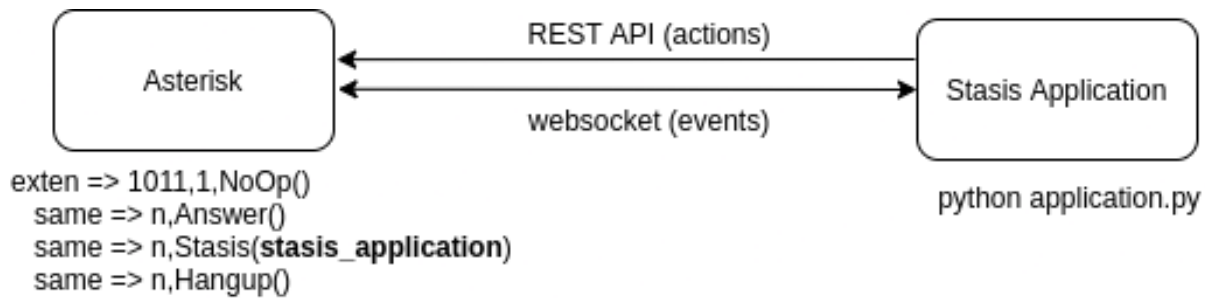 REST API (actions)
Asterisk
Stasis Application
websocket (events)
exten => 1011,1,NoOp()
same => n,Answer()
same => n,Stasis(stasis_application)
same => n,Hangup()
python application.py